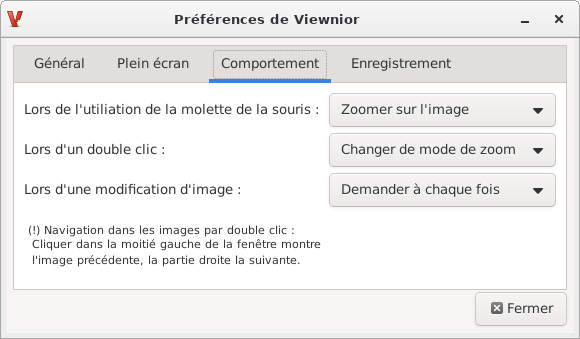 Préférences de Viewnior
Général Plein écran Comportement Enregistrement
Lors de l'utiliation de la molette de la souris : Zoomer sur l'image
Lors d'un double clic : Changer de mode de zoom
Lors d'une modification d'image : Demander à chaque fois
(!) Navigation dans les images par double clic :
Cliquer dans la moitié gauche de la fenêtre montre
l'image précédente, la partie droite la suivante.
Fermer